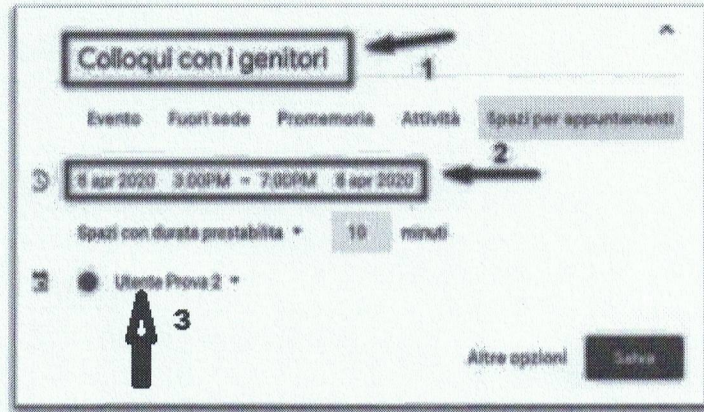 Colloqui con i genitori
1
Evento Fuori sede Promemoria Attività Spazi per appuntamenti
2
6 apr 2020 3:00PM – 7:00PM 6 apr 2020
Spazi con durata prestabilita 10 minuti
Utente Prova 2
3
Altre opzioni Salva